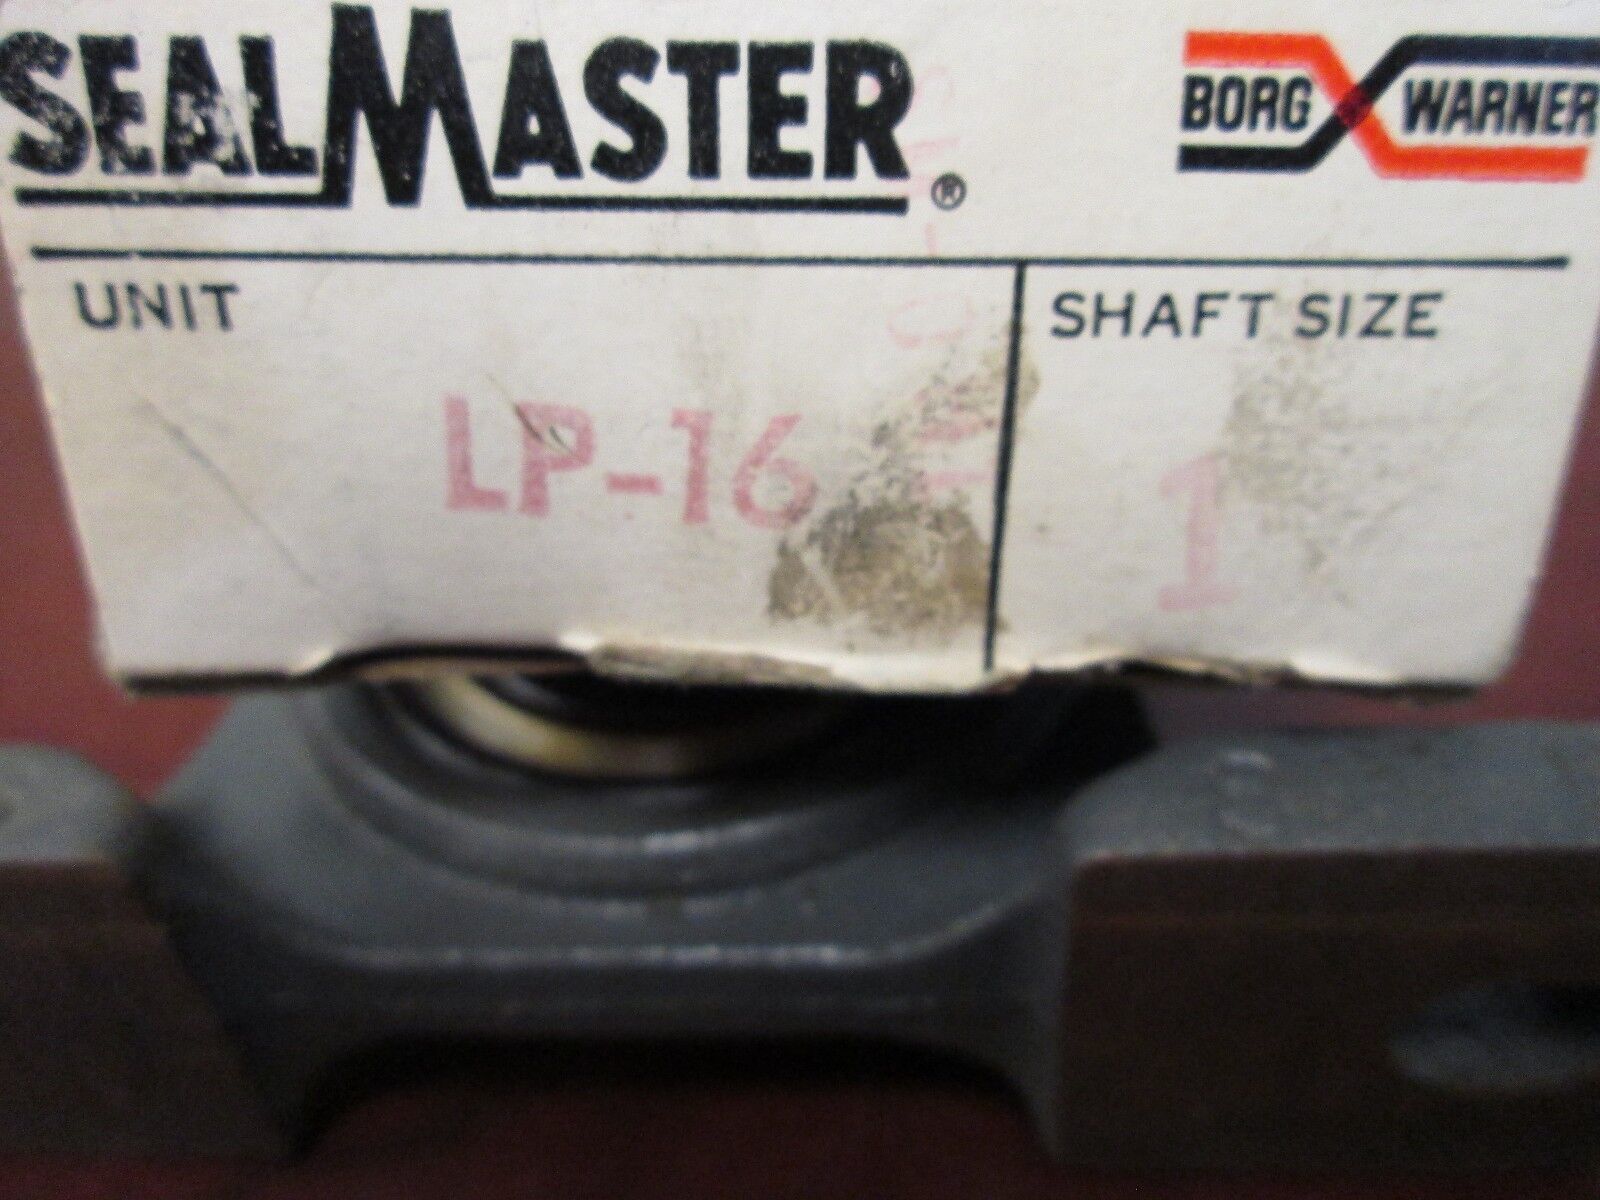 SEALMASTER®
BORG WARNER
UNIT
SHAFT SIZE
LP-16
1